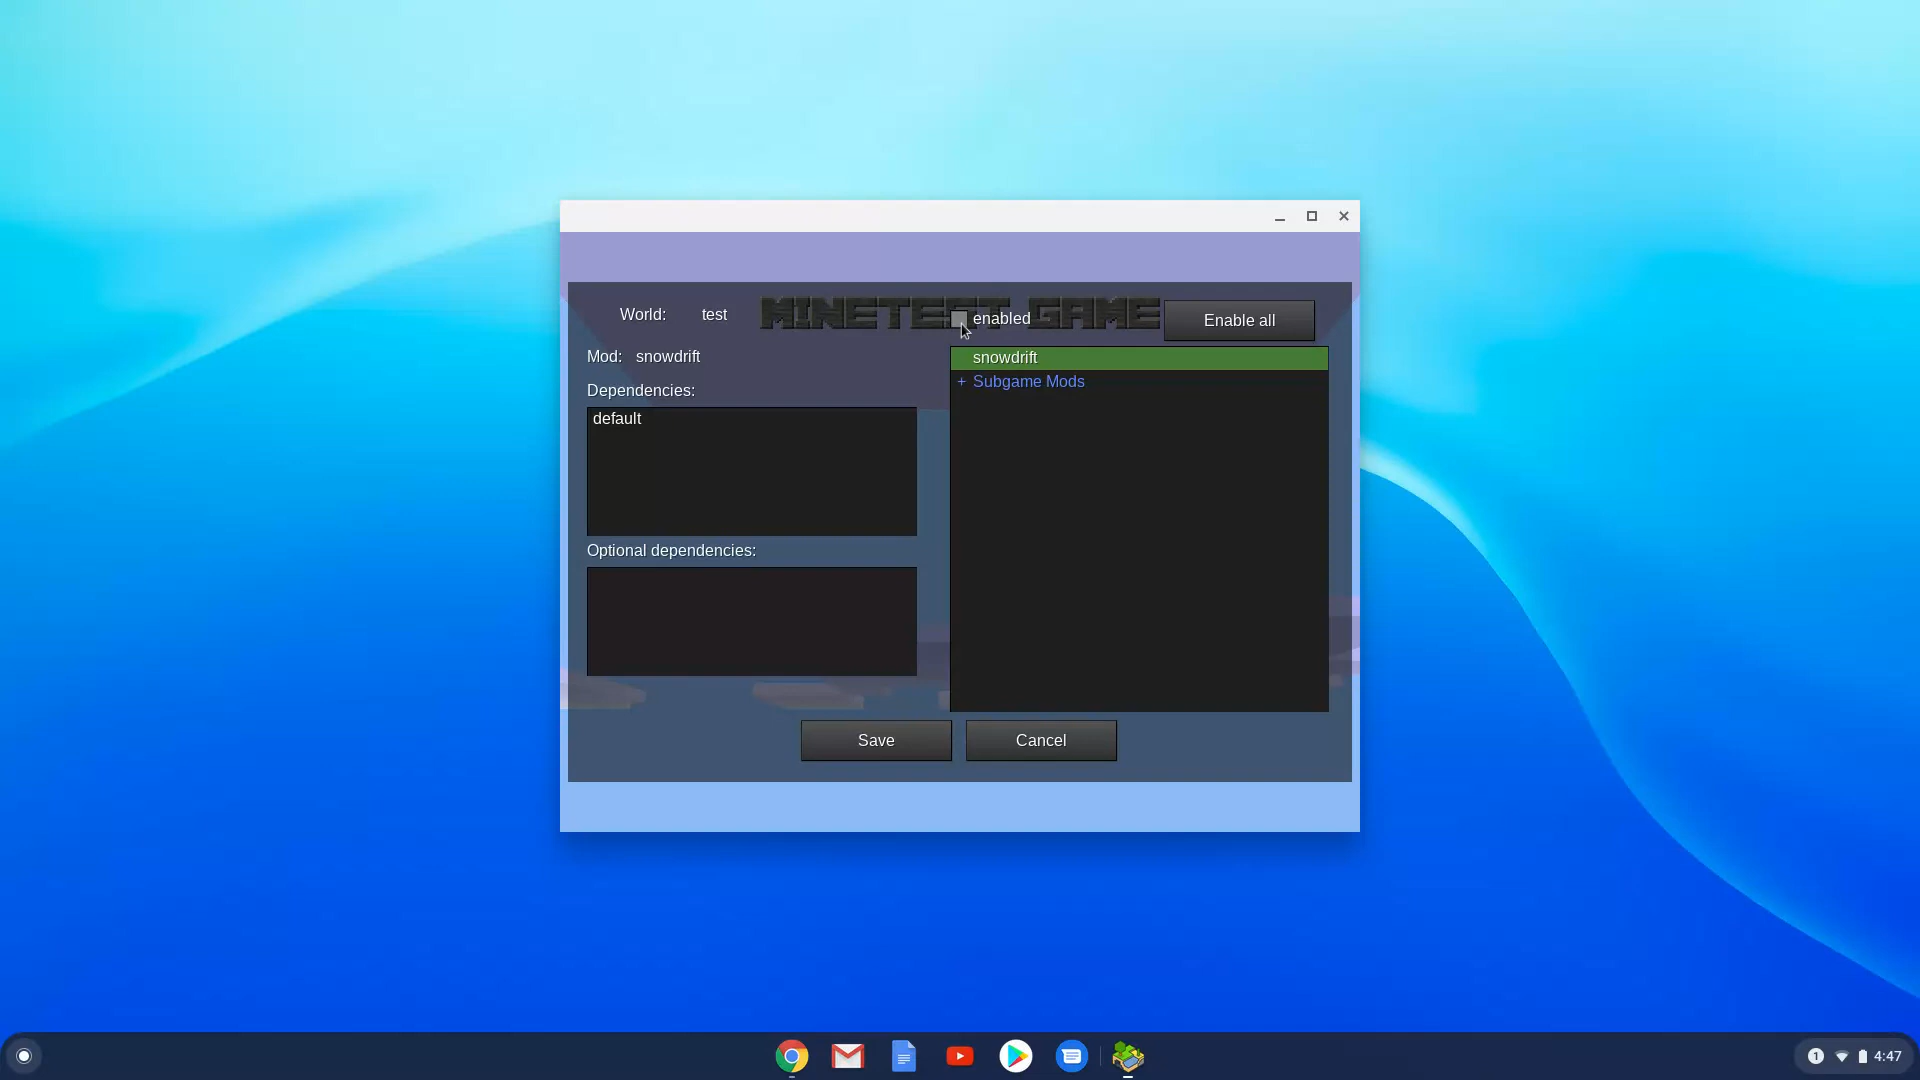 World: test
MINETEST GAME
enabled
Enable all
Mod: snowdrift
snowdrift
Dependencies:
+ Subgame Mods
default
Optional dependencies:
Save
Cancel
1
4:47